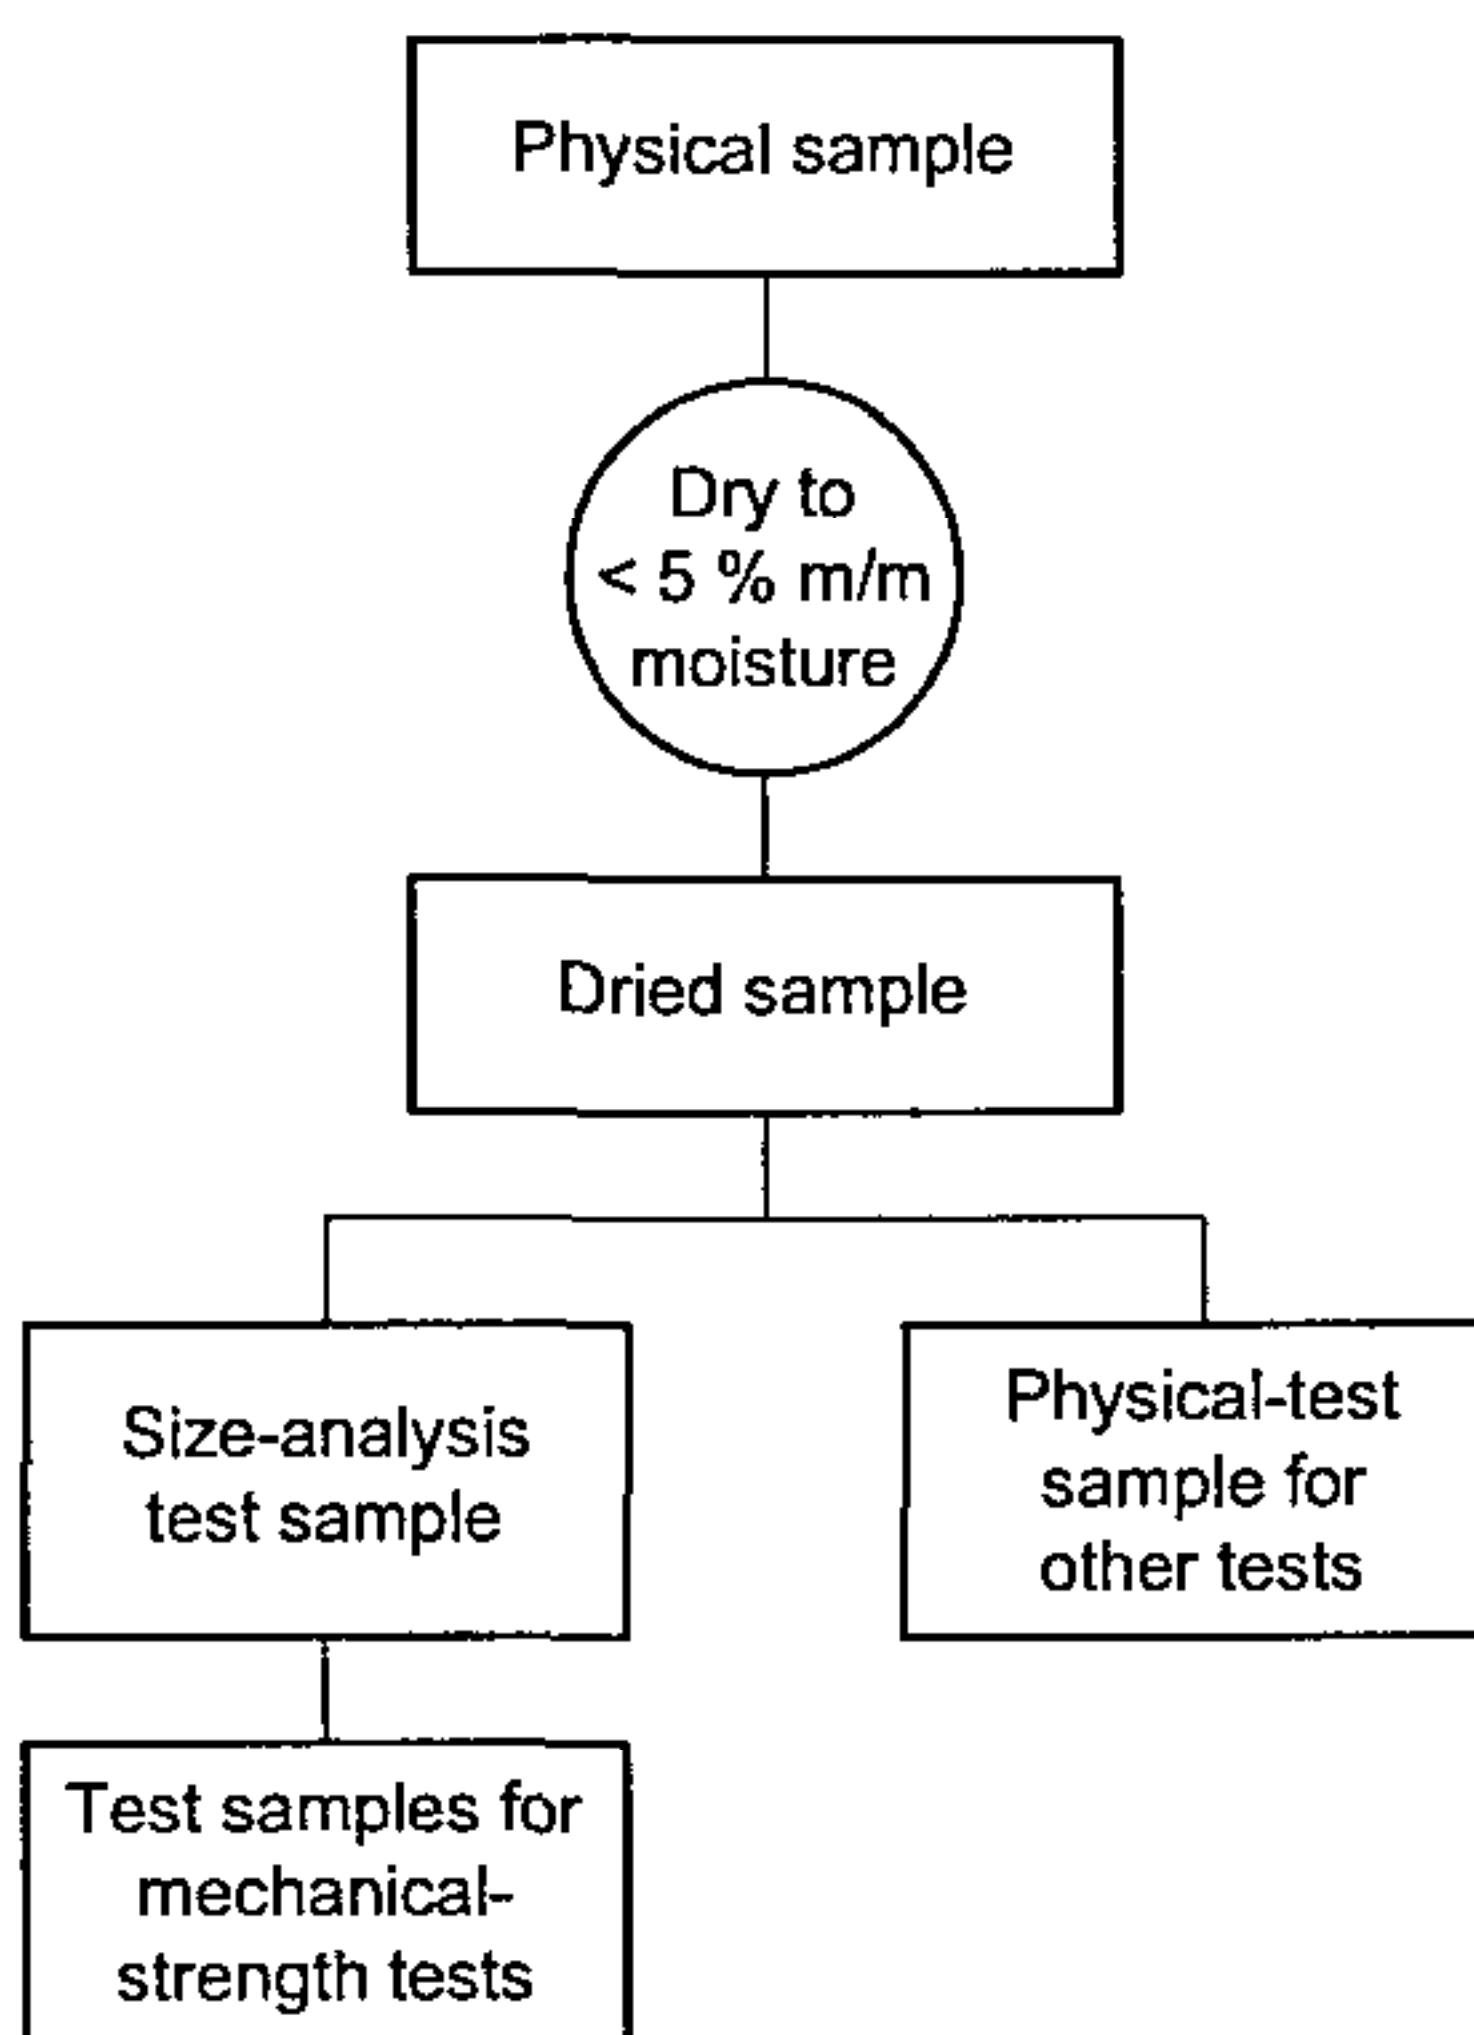 Physical sample
Dry to
< 5 % m/m
moisture
Dried sample
Size-analysis
test sample
Physical-test
sample for
other tests
Test samples for
mechanical-
strength tests